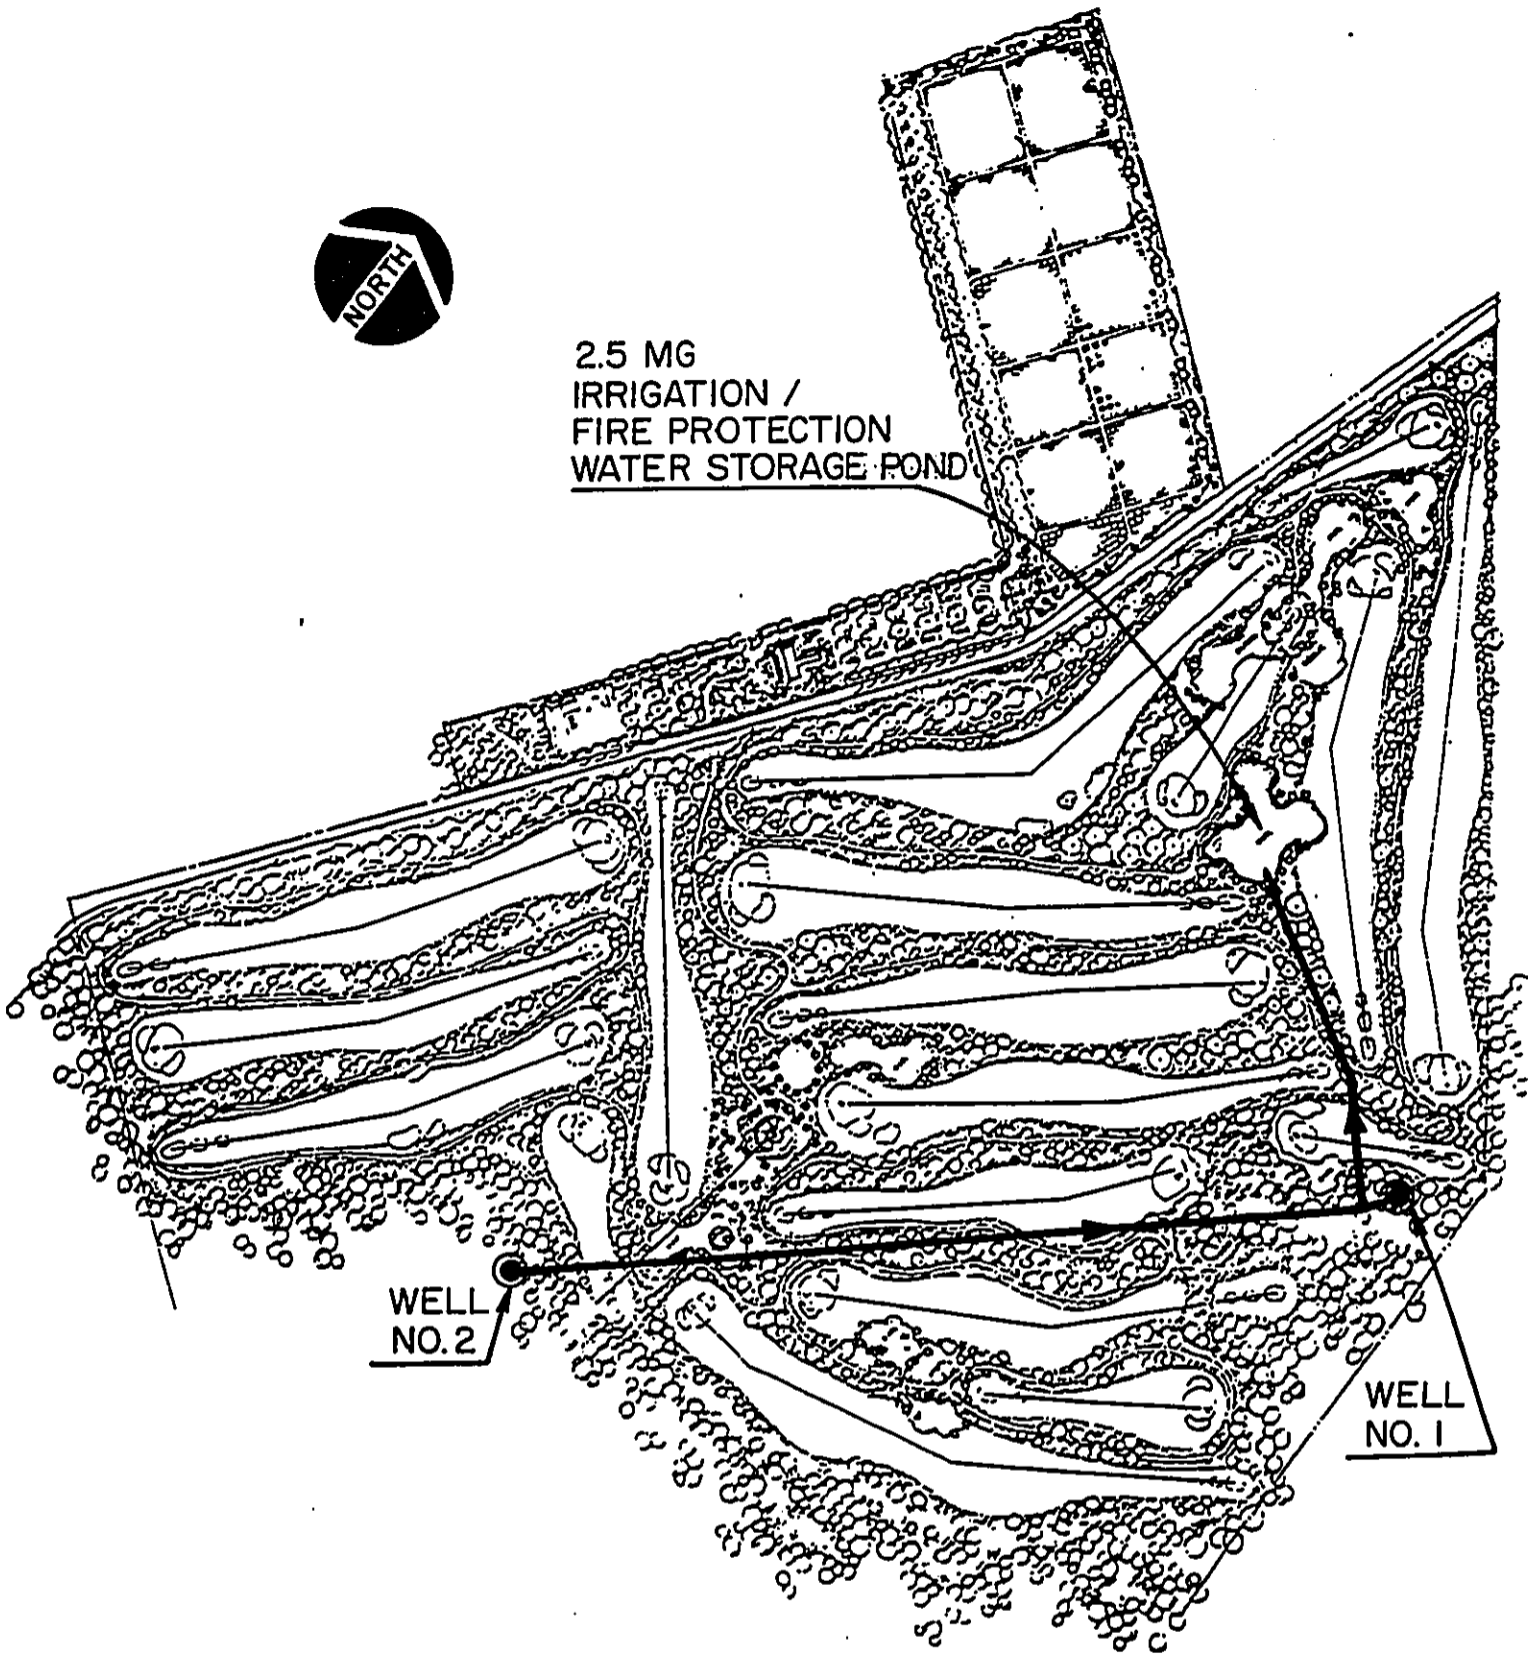 NORTH
2.5 MG
IRRIGATION /
FIRE PROTECTION
WATER STORAGE POND
WELL
NO. 2
WELL
NO. 1